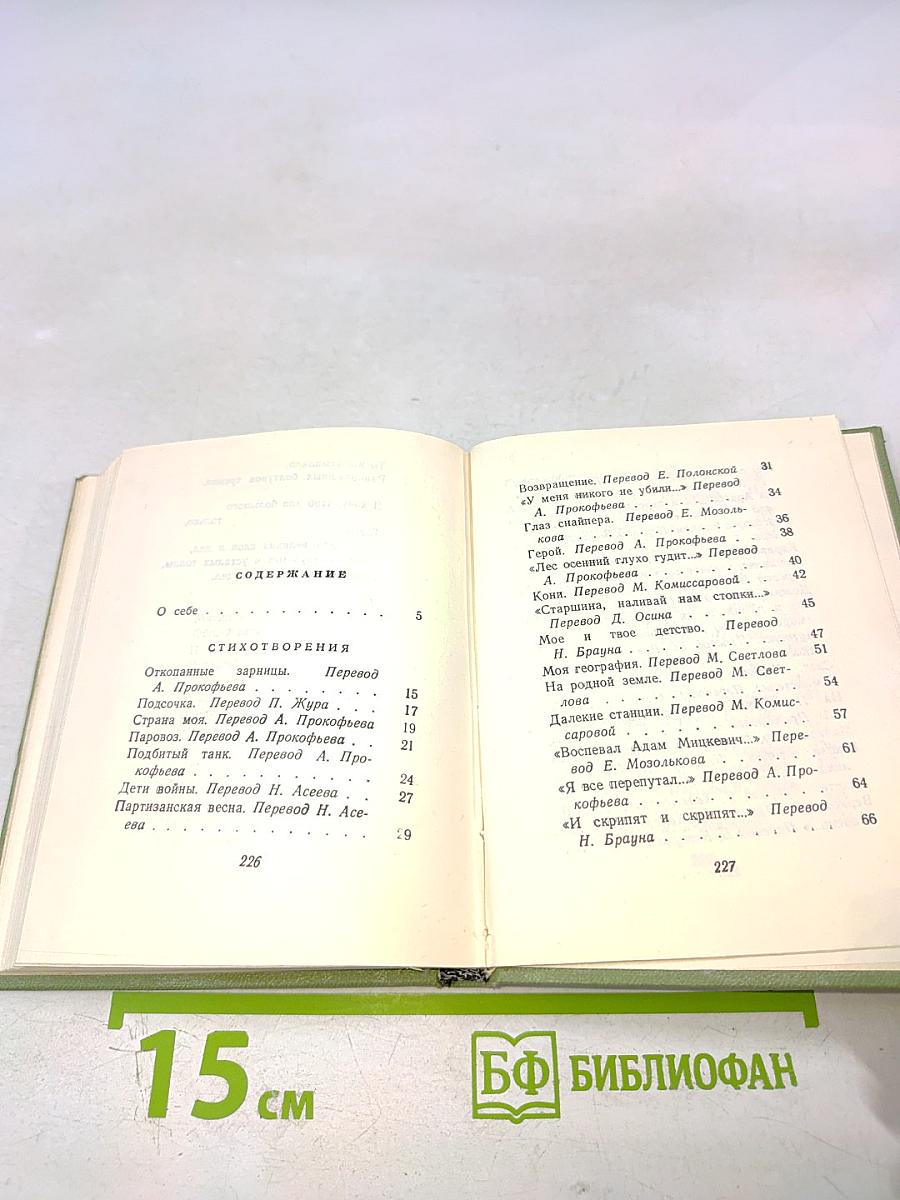 СОДЕРЖАНИЕ
О себе . . . . . . . . . . . . . 5
СТИХОТВОРЕНИЯ
Откопанные зарницы. Перевод
А. Прокофьева . . . . . . . . 15
Подсочка. Перевод П. Жура . . . 17
Страна моя. Перевод А. Прокофьева 19
Паровоз. Перевод А. Прокофьева . . 21
Подбитый танк. Перевод А. Про-
кофьева . . . . . . . . . . . 24
Дети войны. Перевод Н. Асеева . . 27
Партизанская весна. Перевод Н. Асе-
ева . . . . . . . . . . . . . 29
226
Возвращение. Перевод Е. Полонской 31
«У меня никого не убили...» Перевод
А. Прокофьева . . . . . . . . 34
Глаз снайпера. Перевод Е. Мозоль-
кова . . . . . . . . . . . . 36
Герой. Перевод А. Прокофьева . . 38
«Лес осенний глухо гудит...» Перевод
А. Прокофьева . . . . . . . . 40
Кони. Перевод М. Комиссаровой . . 42
«Старшина, наливай нам стопки...»
Перевод Д. Осина . . . . . . 45
Мое и твое детство. Перевод
Н. Брауна . . . . . . . . . . 47
Моя география. Перевод М. Светлова 51
На родной земле. Перевод М. Свет-
лова . . . . . . . . . . . . 54
Далекие станции. Перевод М. Комис-
саровой . . . . . . . . . . . 57
«Воспевал Адам Мицкевич...» Пере-
вод Е. Мозолькова . . . . . . 61
«Я все перепутал...» Перевод А. Про-
кофьева . . . . . . . . . . . 64
«И скрипят и скрипят...» Перевод
Н. Брауна . . . . . . . . . . 66
227
15 см
БФ БИБЛИОФАН